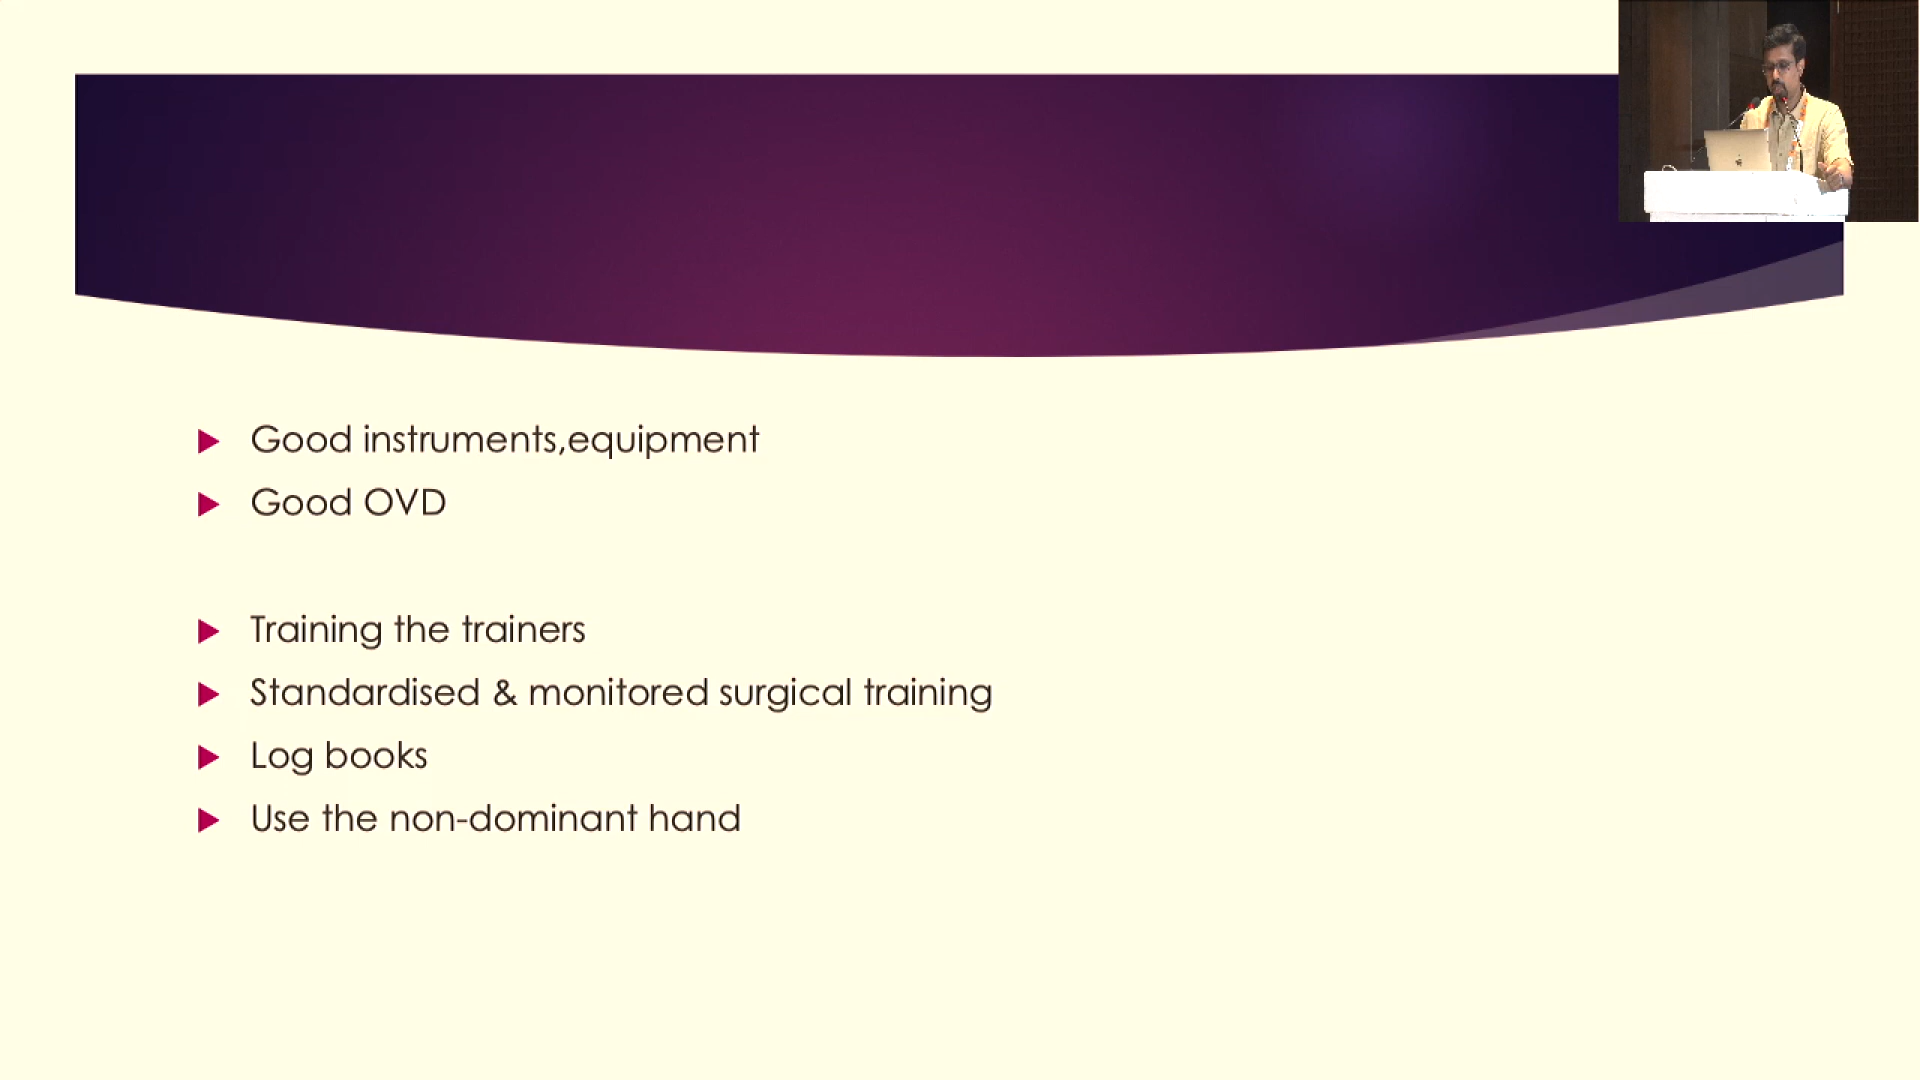 Good instruments,equipment
Good OVD
Training the trainers
Standardised & monitored surgical training
Log books
Use the non-dominant hand